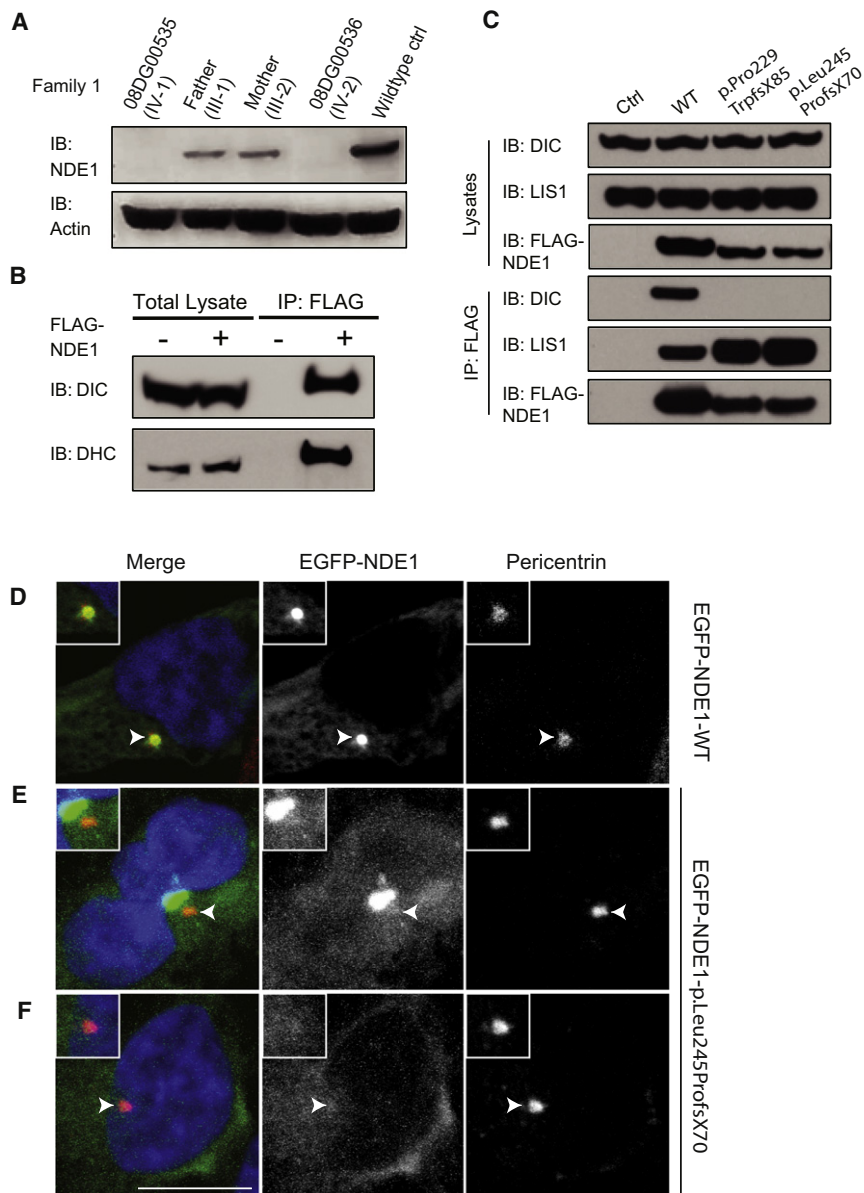 A
Family 1
08DG00535
(IV-1)
Father
(III-1)
Mother
(III-2)
08DG00536
(IV-2)
Wildtype ctrl
IB:
NDE1
IB:
Actin
B
Total Lysate
IP: FLAG
FLAG-
NDE1
- + - +
IB: DIC
IB: DHC
C
Ctrl
WT
p.Pro229
TrpfsX85
p.Leu245
ProfsX70
Lysates
IB: DIC
IB: LIS1
IB: FLAG-
NDE1
IP: FLAG
IB: DIC
IB: LIS1
IB: FLAG-
NDE1
Merge
EGFP-NDE1
Pericentrin
D
EGFP-NDE1-WT
E
F
EGFP-NDE1-p.Leu245ProfsX70